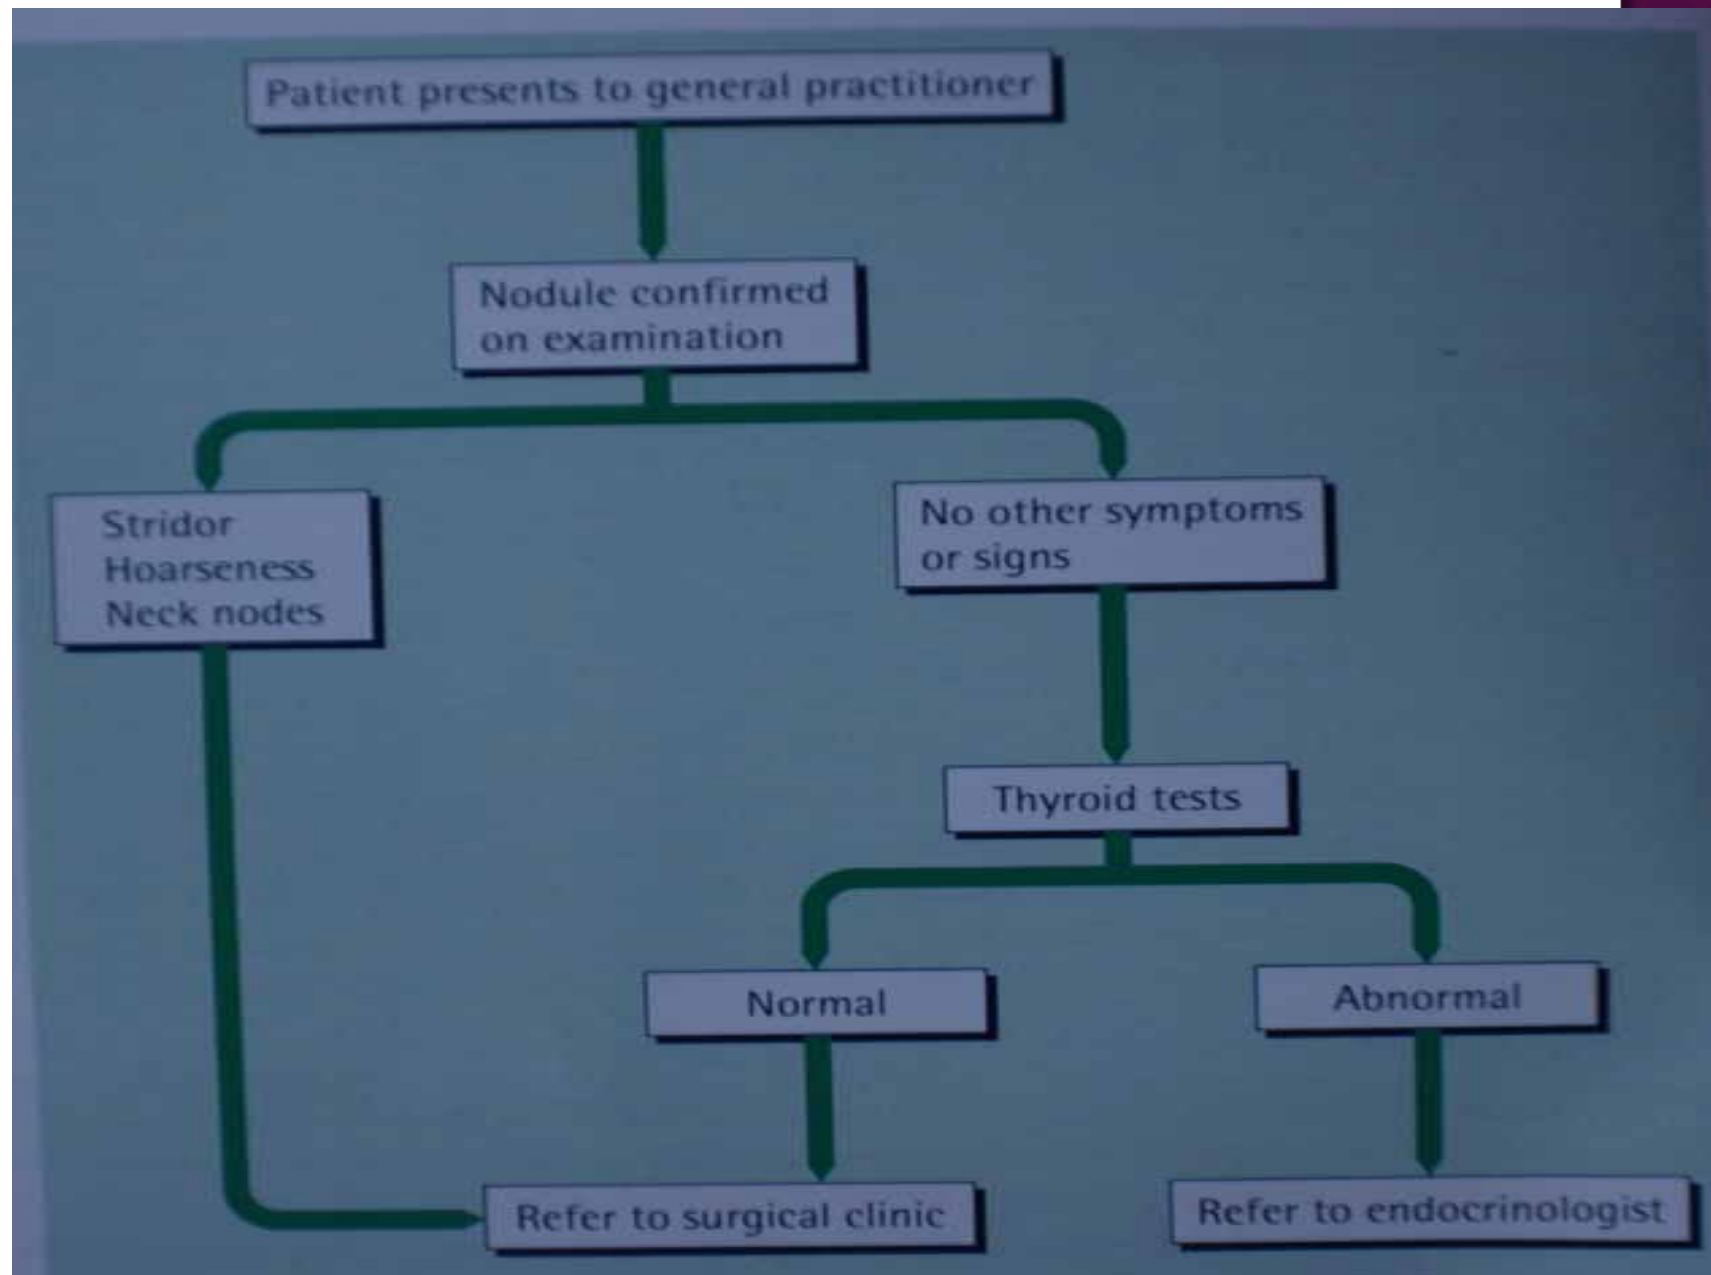 Patient presents to general practitioner
Nodule confirmed
on examination
Stridor
Hoarseness
Neck nodes
No other symptoms
or signs
Thyroid tests
Normal
Abnormal
Refer to surgical clinic
Refer to endocrinologist